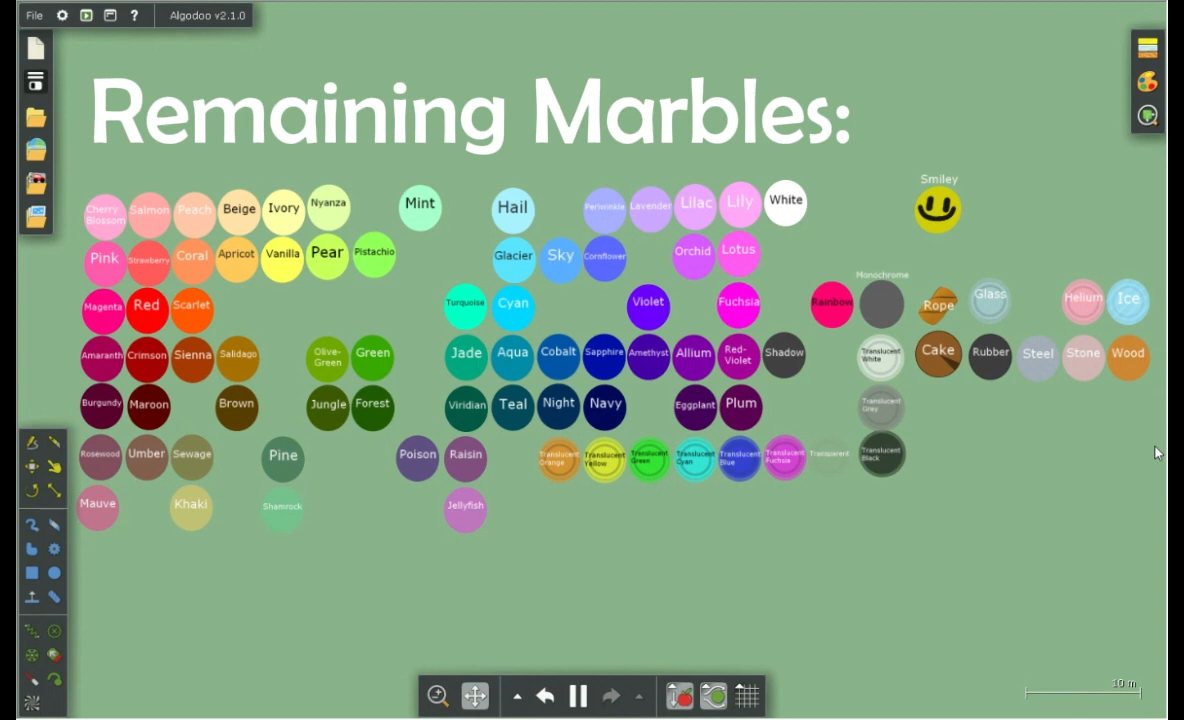 File ? Algodoo v2.1.0
Remaining Marbles:
Smiley
Cherry
Blossom
Salmon
Peach
Beige
Ivory
Nyanza
Mint
Hail
Periwinkle
Lavender
Lilac
Lily
White
Pink
Strawberry
Coral
Apricot
Vanilla
Pear
Pistachio
Glacier
Sky
Cornflower
Orchid
Lotus
Monochrome
Magenta
Red
Scarlet
Turquoise
Cyan
Violet
Fuchsia
Rainbow
Rope
Glass
Helium
Ice
Amaranth
Crimson
Sienna
Salidago
Olive-
Green
Green
Jade
Aqua
Cobalt
Sapphire
Amethyst
Allium
Red-
Violet
Shadow
Translucent
White
Cake
Rubber
Steel
Stone
Wood
Burgundy
Maroon
Brown
Jungle
Forest
Viridian
Teal
Night
Navy
Eggplant
Plum
Translucent
Grey
Rosewood
Umber
Sewage
Pine
Poison
Raisin
Translucent
Orange
Translucent
Yellow
Translucent
Green
Translucent
Cyan
Translucent
Blue
Translucent
Fuchsia
Transparent
Translucent
Black
Mauve
Khaki
Shamrock
Jellyfish
10 m